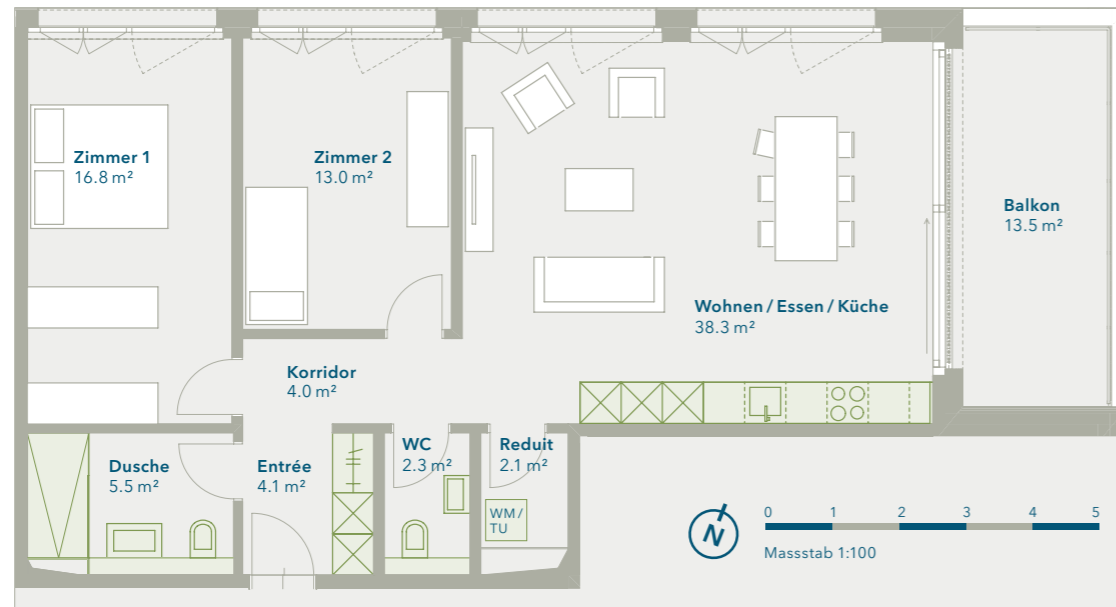 Zimmer 1
16.8 m²
Zimmer 2
13.0 m²
Balkon
13.5 m²
Wohnen / Essen / Küche
38.3 m²
Korridor
4.0 m²
Dusche
5.5 m²
Entrée
4.1 m²
WC
2.3 m²
Reduit
2.1 m²
WM /
TU
N
0 1 2 3 4 5
Massstab 1:100